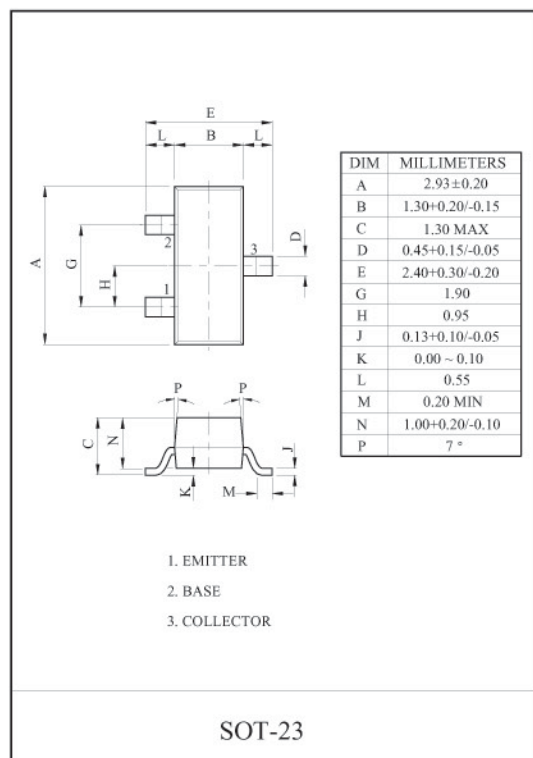 E
L B L
A
G
H
2
1
3
D
DIM MILLIMETERS
A 2.93±0.20
B 1.30+0.20/-0.15
C 1.30 MAX
D 0.45+0.15/-0.05
E 2.40+0.30/-0.20
G 1.90
H 0.95
J 0.13+0.10/-0.05
K 0.00 ~ 0.10
L 0.55
M 0.20 MIN
N 1.00+0.20/-0.10
P 7 °
P P
C
N
K
M
J
1. EMITTER
2. BASE
3. COLLECTOR
SOT-23